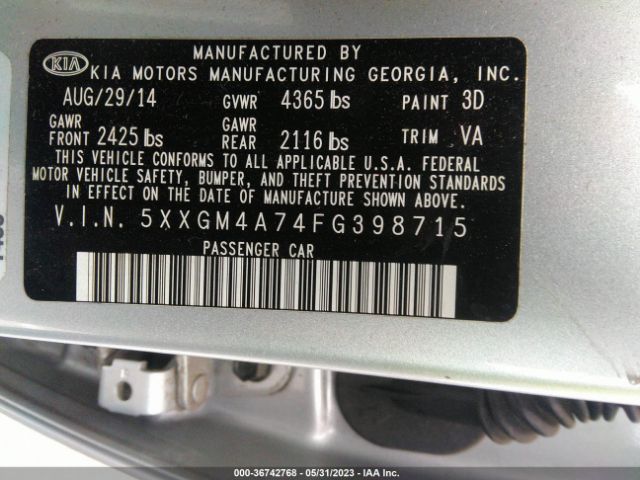 MANUFACTURED BY
KIA KIA MOTORS MANUFACTURING GEORGIA, INC.
AUG/29/14 GVWR 4365 lbs PAINT 3D
GAWR FRONT 2425 lbs GAWR REAR 2116 lbs TRIM VA
THIS VEHICLE CONFORMS TO ALL APPLICABLE U.S.A. FEDERAL
MOTOR VEHICLE SAFETY, BUMPER, AND THEFT PREVENTION STANDARDS
IN EFFECT ON THE DATE OF MANUFACTURE SHOWN ABOVE.
V.I.N. 5XXGM4A74FG398715
PASSENGER CAR
© 36742768 - 05/31/2023 - IAA Inc.